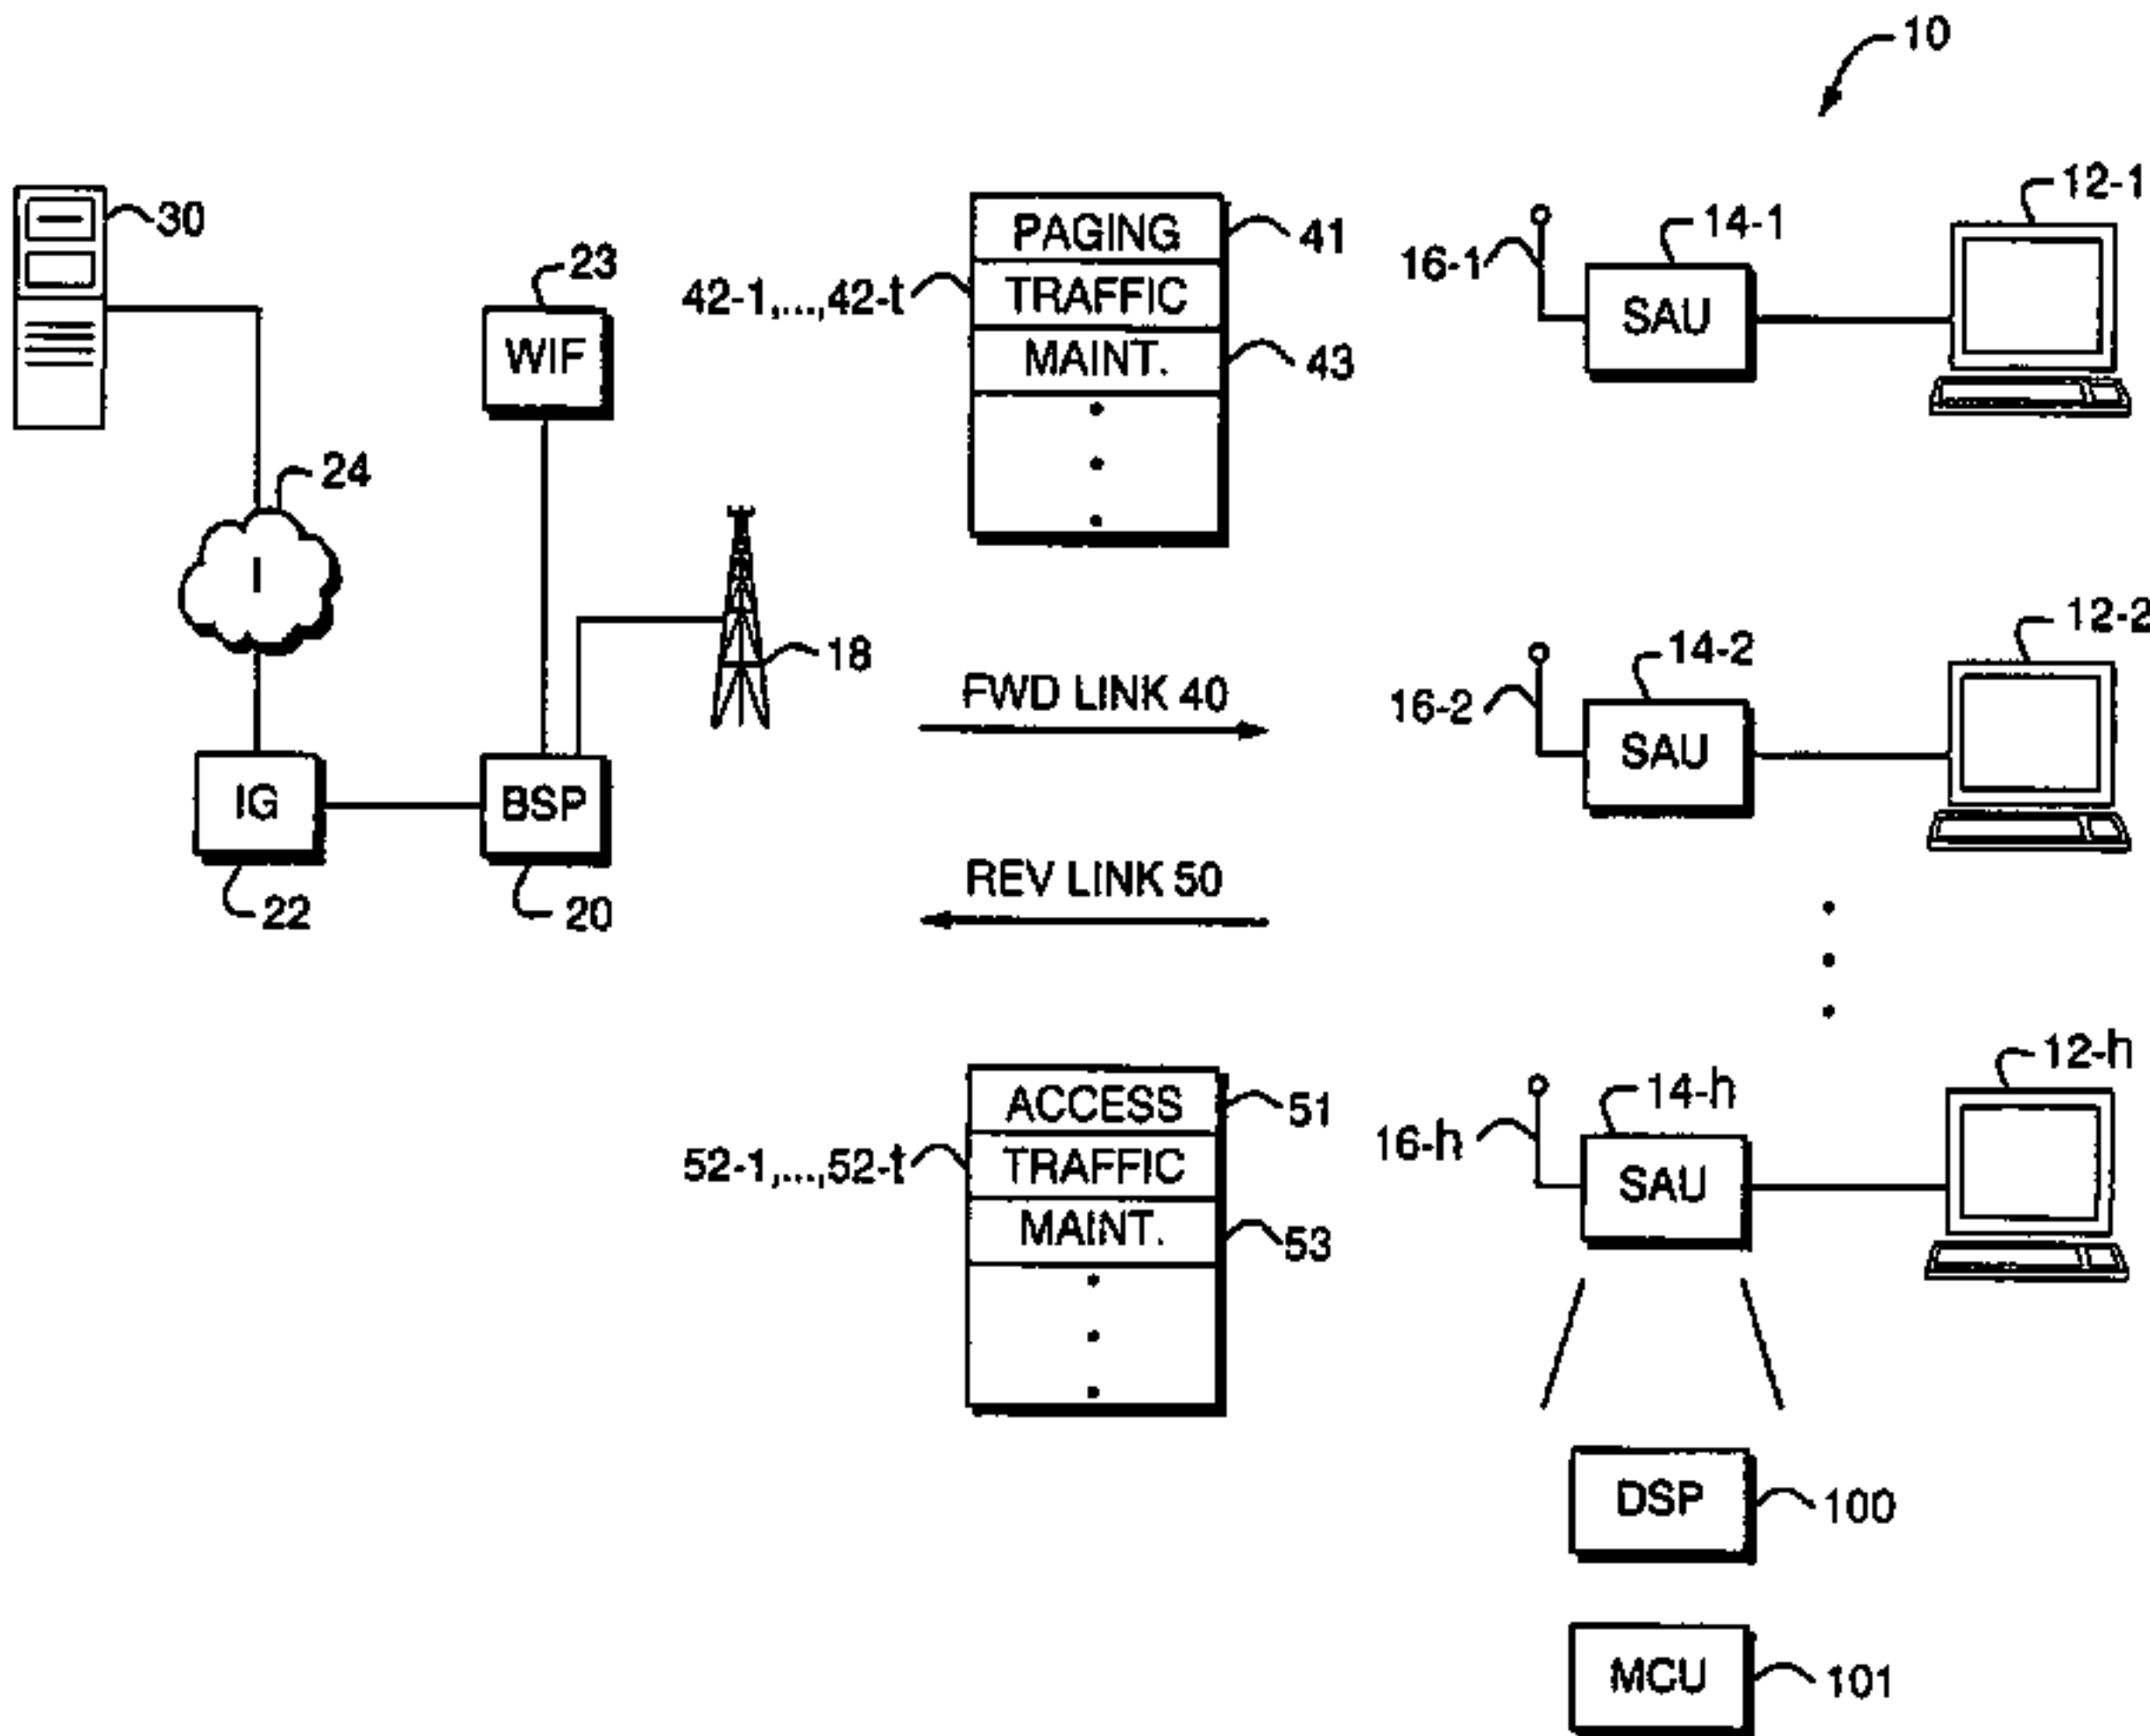 10
30
23
WIF
24
I
18
IG
BSP
22
20
PAGING
41
42-1,...,42-t
TRAFFIC
MAINT.
43
FWD LINK 40
REV LINK 50
ACCESS
51
52-1,...,52-t
TRAFFIC
MAINT.
53
16-1
14-1
SAU
12-1
16-2
14-2
SAU
12-2
16-h
14-h
SAU
12-h
DSP
100
MCU
101